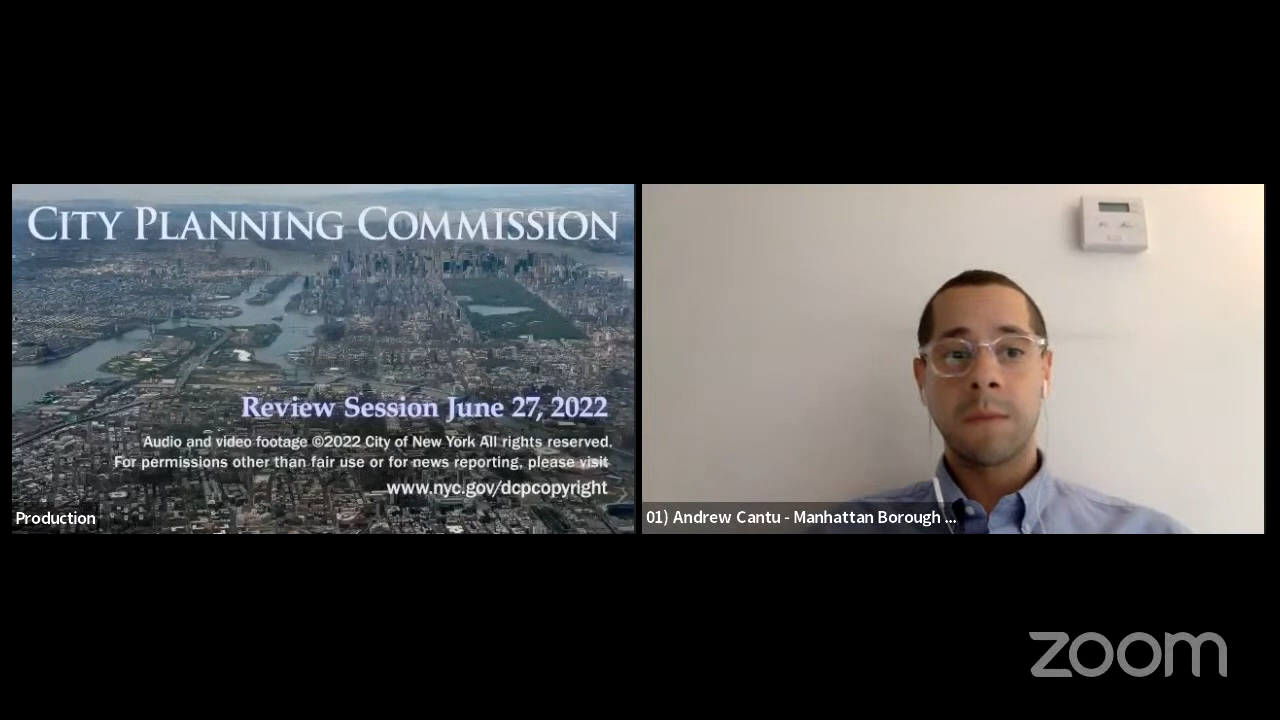 CITY PLANNING COMMISSION
Review Session June 27, 2022
Audio and video footage ©2022 City of New York All rights reserved.
For permissions other than fair use or for news reporting, please visit
www.nyc.gov/dcpcopyright
Production
01) Andrew Cantu - Manhattan Borough ...
zoom